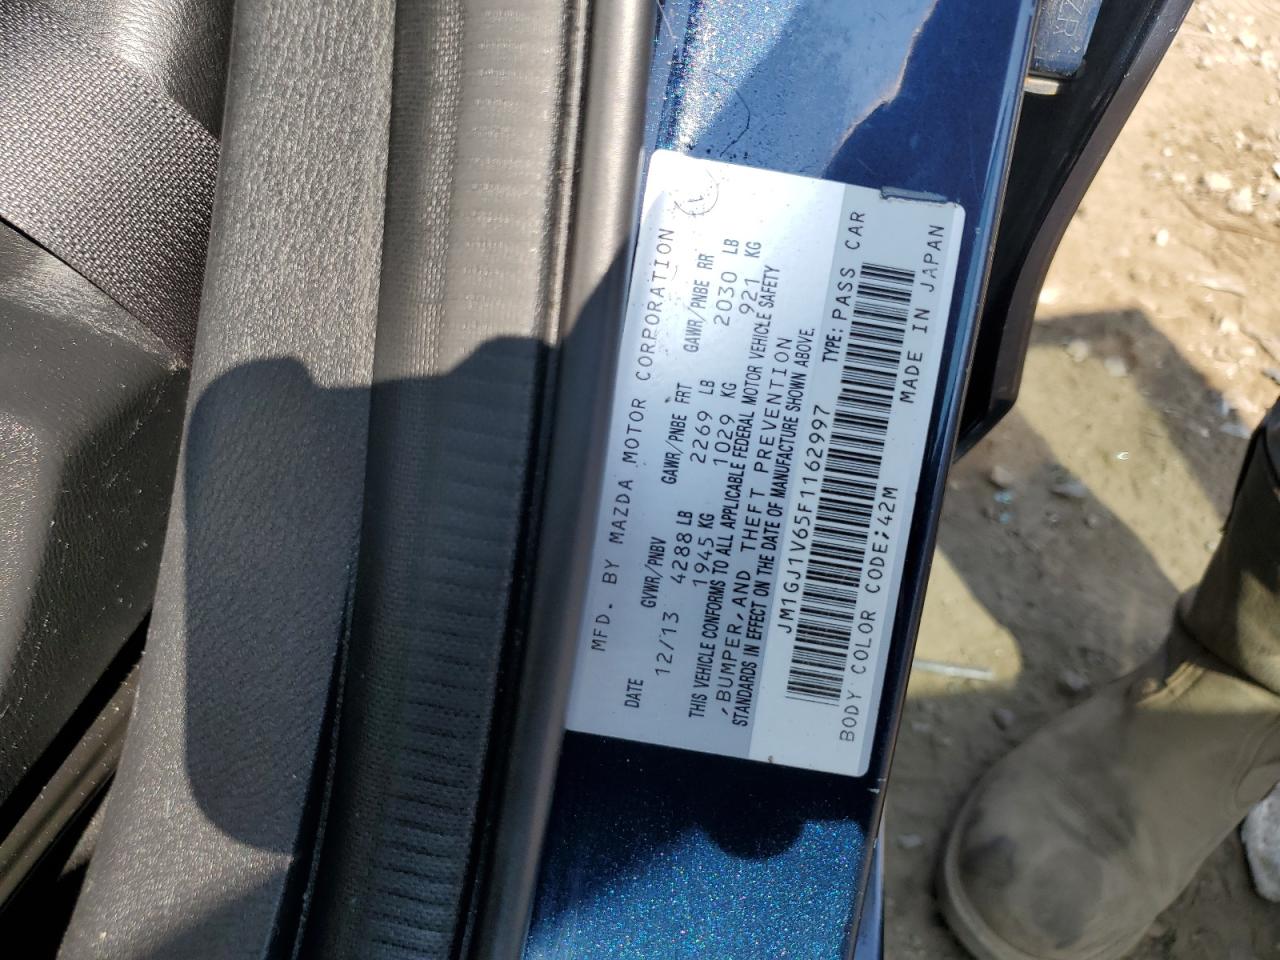 MFD. BY MAZDA MOTOR CORPORATION
DATE GVWR/PNBV GAWR/PNBE FRT GAWR/PNBE RR
12/13 4288 LB 2269 LB 2030 LB
1945 KG 1029 KG 921 KG
THIS VEHICLE CONFORMS TO ALL APPLICABLE FEDERAL MOTOR VEHICLE SAFETY
,BUMPER,AND THEFT PREVENTION
STANDARDS IN EFFECT ON THE DATE OF MANUFACTURE SHOWN ABOVE.
JM1GJ1V65F1162997 TYPE: PASS CAR
BODY COLOR CODE;42M MADE IN JAPAN